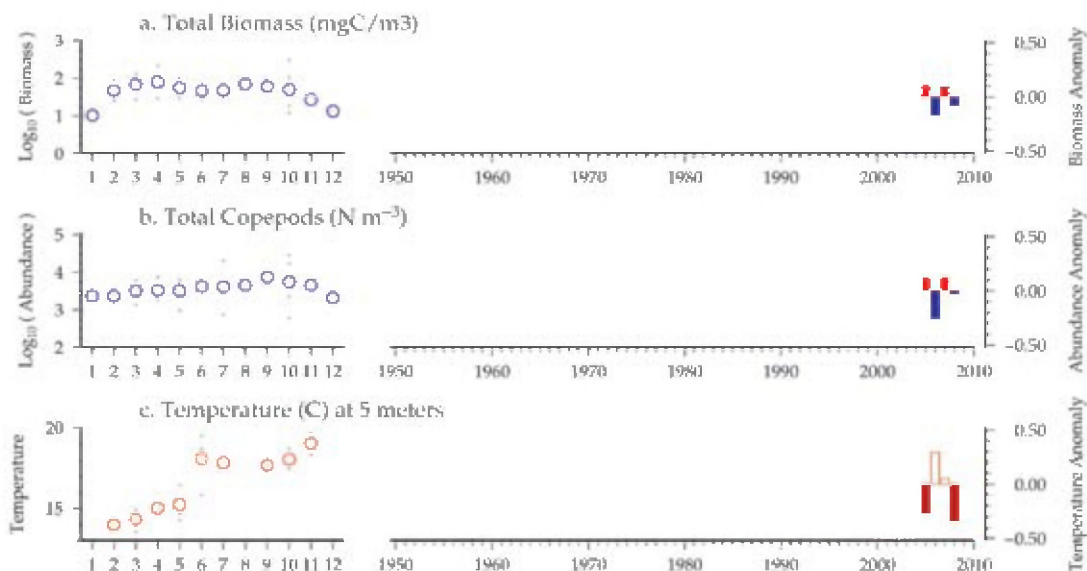 a. Total Biomass (mgC/m3)
Log₁₀ ( Biomass )
3
2
1
0
1 2 3 4 5 6 7 8 9 10 11 12
1950 1960 1970 1980 1990 2000 2010
0.50
0.00
−0.50
Biomass Anomaly
b. Total Copepods (N m⁻³)
Log₁₀ ( Abundance )
5
4
3
2
1 2 3 4 5 6 7 8 9 10 11 12
1950 1960 1970 1980 1990 2000 2010
0.50
0.00
−0.50
Abundance Anomaly
c. Temperature (C) at 5 meters
Temperature
20
15
1 2 3 4 5 6 7 8 9 10 11 12
1950 1960 1970 1980 1990 2000 2010
0.50
0.00
−0.50
Temperature Anomaly